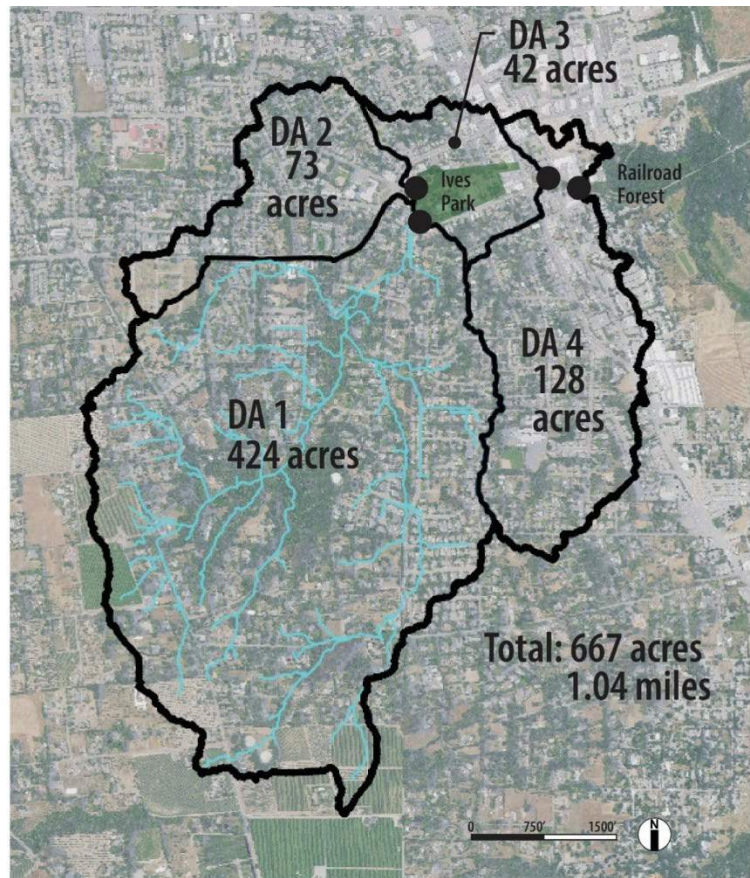 DA 3
42 acres
DA 2
73
acres
Ives
Park
Railroad
Forest
DA 4
128
acres
DA 1
424 acres
Total: 667 acres
1.04 miles
0 750' 1500'
N